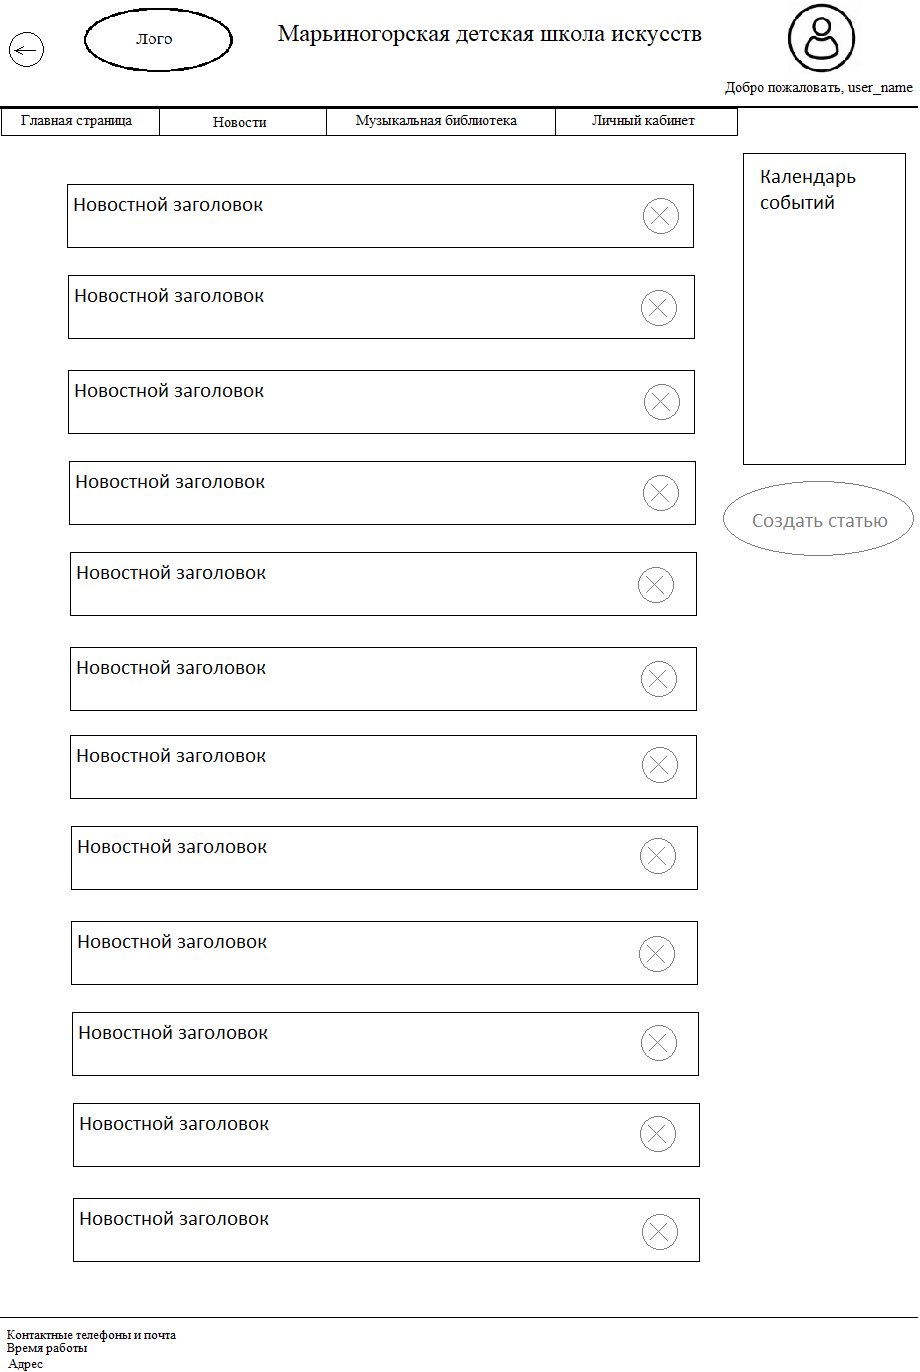 Лого
Марьиногорская детская школа искусств
Добро пожаловать, user_name
Главная страница
Новости
Музыкальная библиотека
Личный кабинет
Календарь
событий
Новостной заголовок
Новостной заголовок
Новостной заголовок
Новостной заголовок
Создать статью
Новостной заголовок
Новостной заголовок
Новостной заголовок
Новостной заголовок
Новостной заголовок
Новостной заголовок
Новостной заголовок
Новостной заголовок
Контактные телефоны и почта
Время работы
Адрес